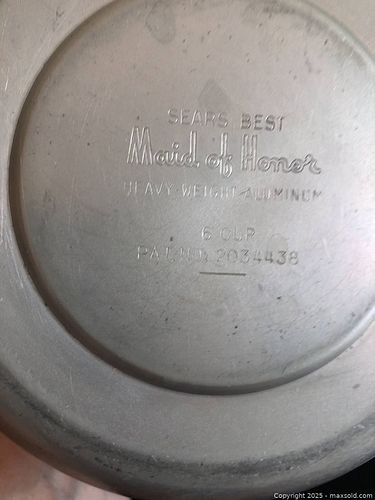 SEARS BEST
Maid of Honor
HEAVY-WEIGHT ALUMINUM
6 CUP
PAT. NO. 2034438
Copyright 2025 - maxsold.com